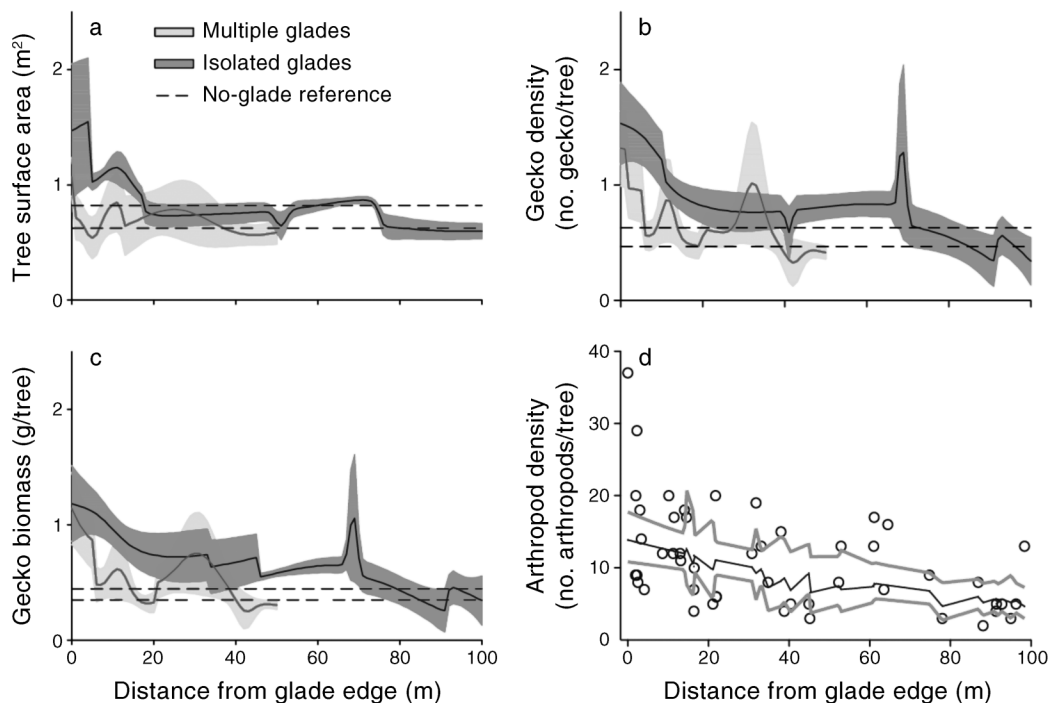 a
Multiple glades
Isolated glades
No-glade reference
Tree surface area (m²)
2
1
0
b
Gecko density
(no. gecko/tree)
2
1
0
c
Gecko biomass (g/tree)
2
1
0
0 20 40 60 80 100
Distance from glade edge (m)
d
Arthropod density
(no. arthropods/tree)
40
30
20
10
0
0 20 40 60 80 100
Distance from glade edge (m)